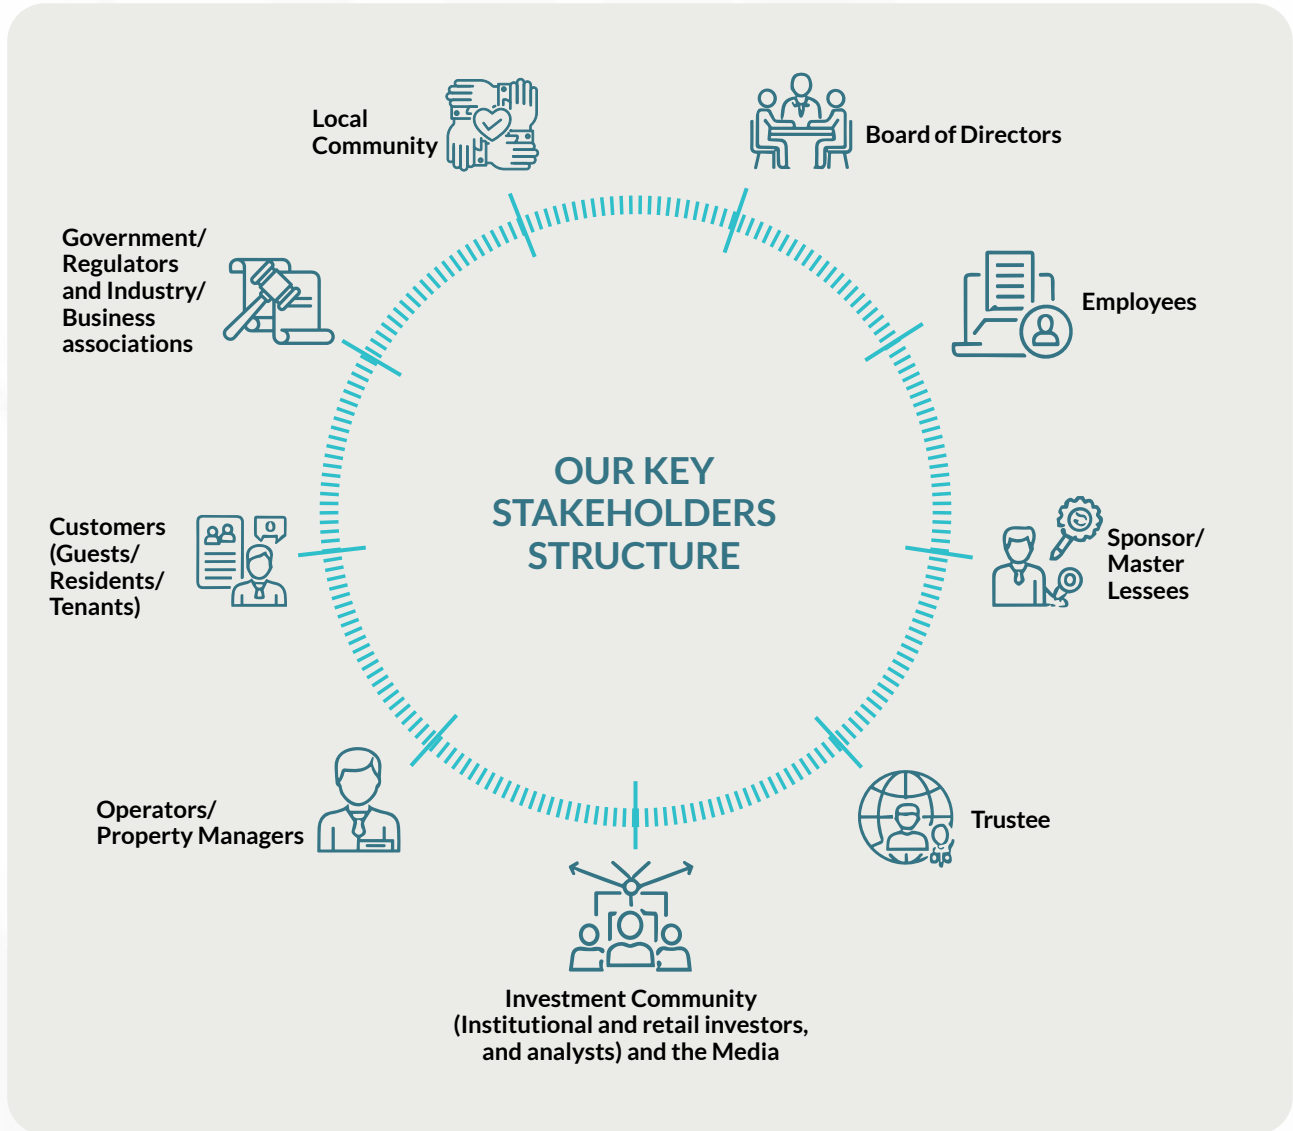 Local
Community
Board of Directors
Government/
Regulators
and Industry/
Business
associations
Employees
OUR KEY
STAKEHOLDERS
STRUCTURE
Customers
(Guests/
Residents/
Tenants)
Sponsor/
Master
Lessees
Operators/
Property Managers
Trustee
Investment Community
(Institutional and retail investors,
and analysts) and the Media